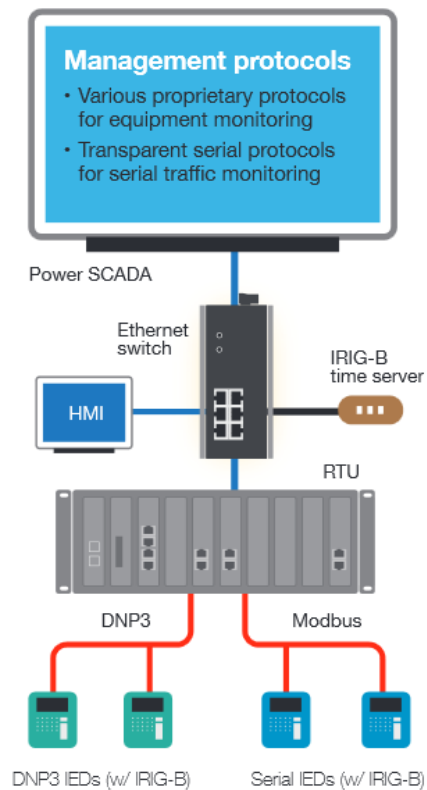 Management protocols
• Various proprietary protocols
for equipment monitoring
• Transparent serial protocols
for serial traffic monitoring
Power SCADA
Ethernet
switch
IRIG-B
time server
HMI
RTU
DNP3
Modbus
DNP3 IEDs (w/ IRIG-B)
Serial IEDs (w/ IRIG-B)